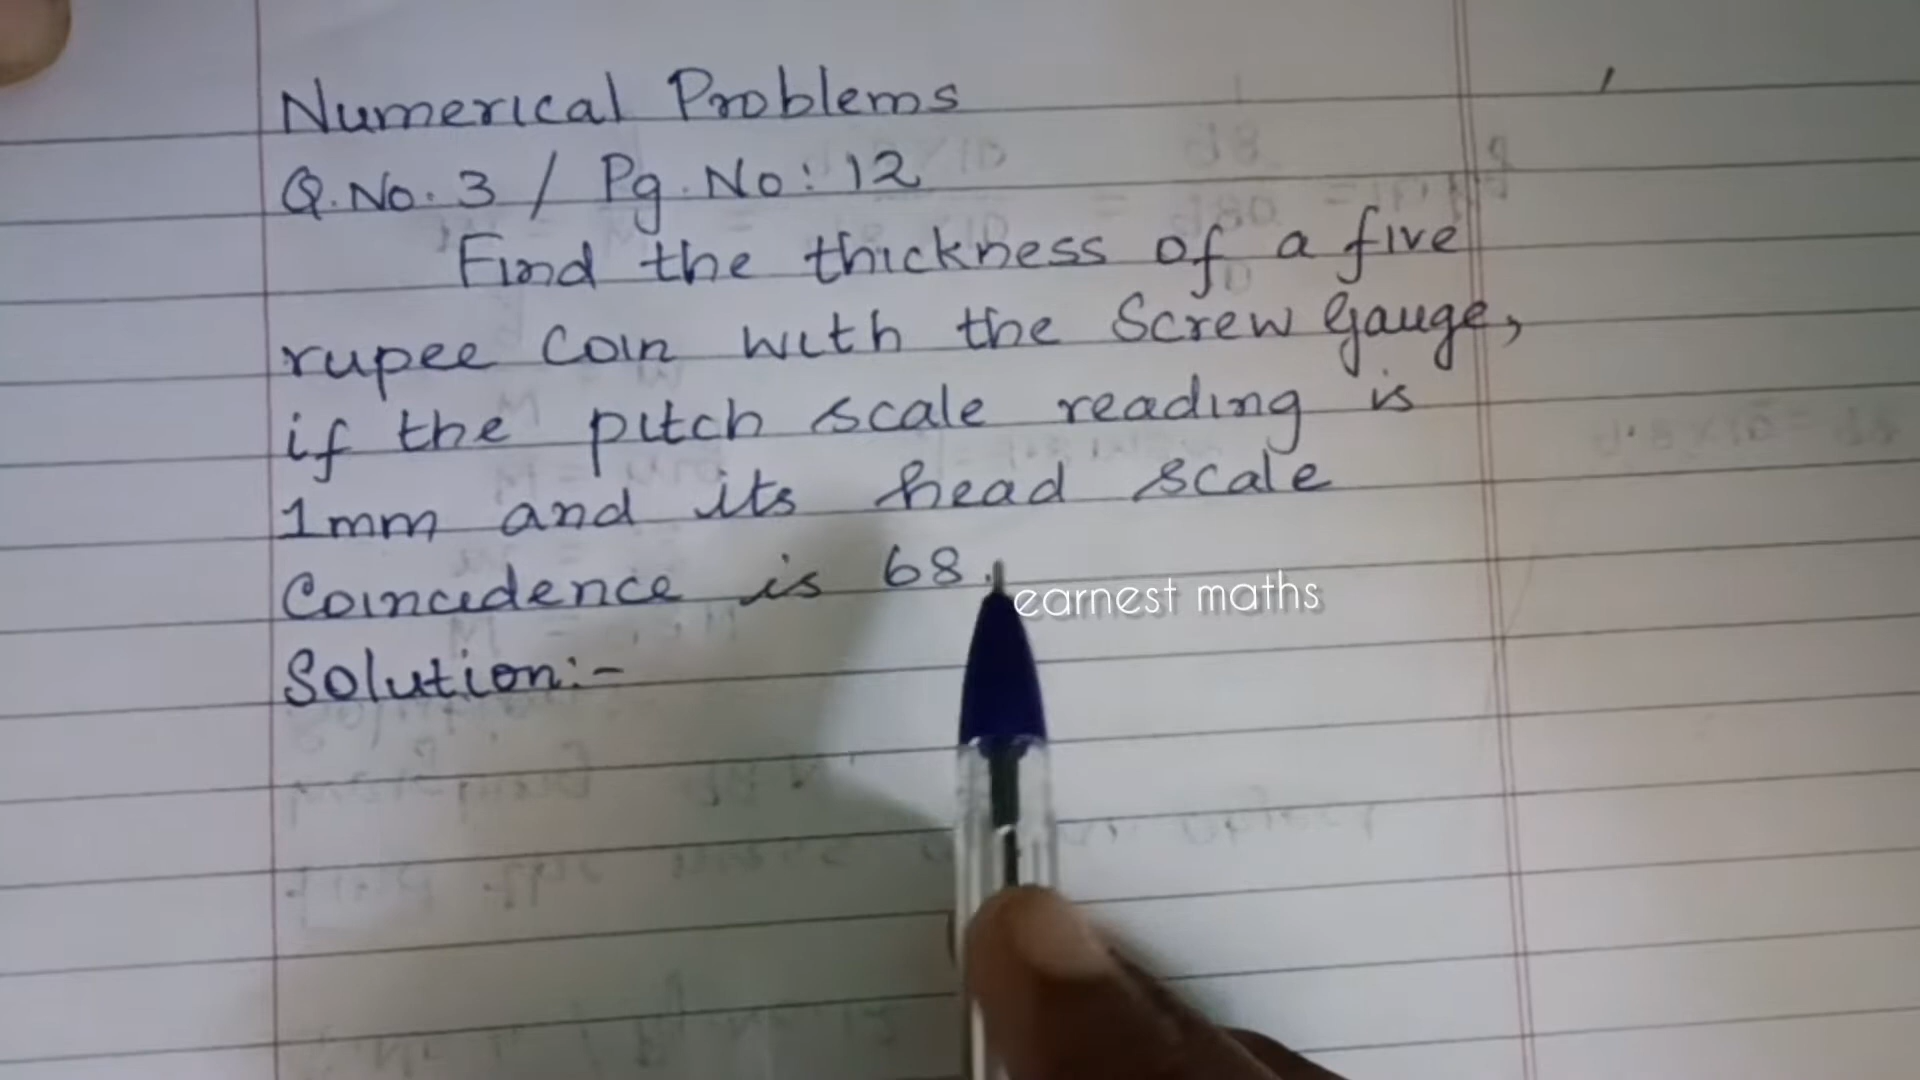 Numerical Problems
Q.No. 3 / Pg.No: 12
Find the thickness of a five
rupee coin with the Screw Gauge,
if the pitch scale reading is
1mm and its head scale
Coincidence is 68.
earnest maths
Solution:-